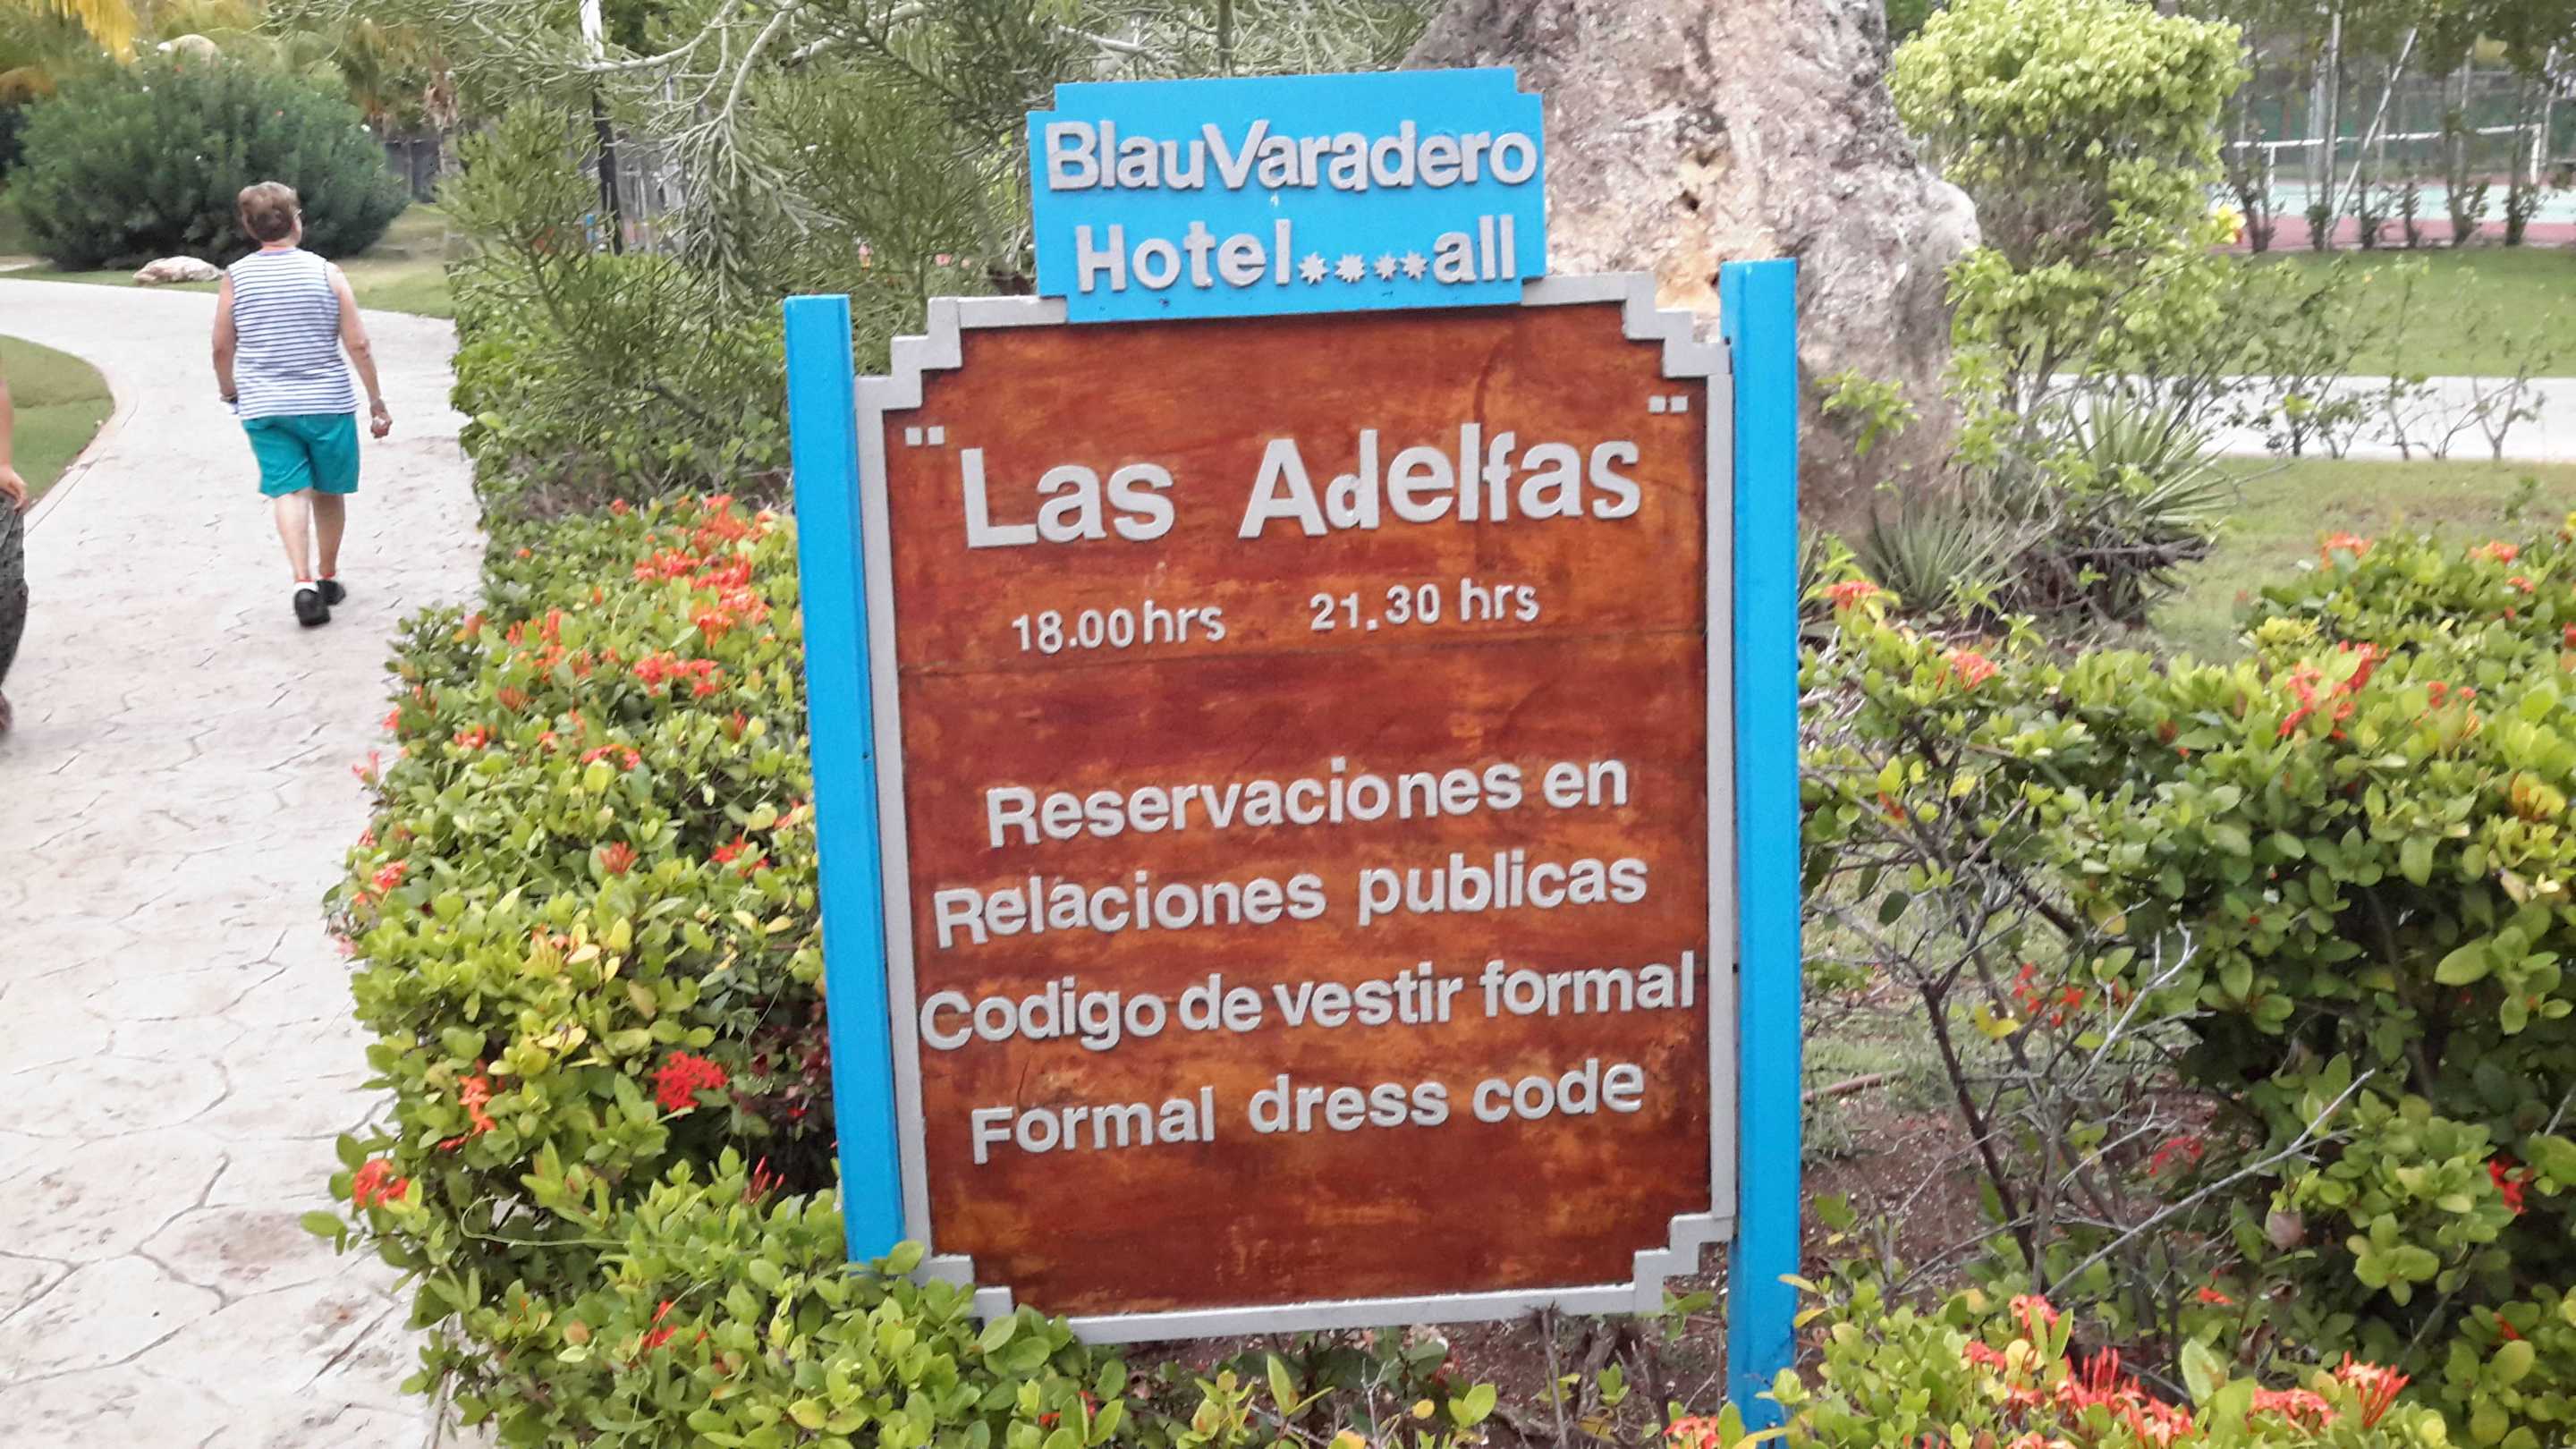 BlauVaradero
Hotel****all
"Las Adelfas"
18.00hrs 21.30 hrs
Reservaciones en
Relaciones publicas
Codigo de vestir formal
Formal dress code